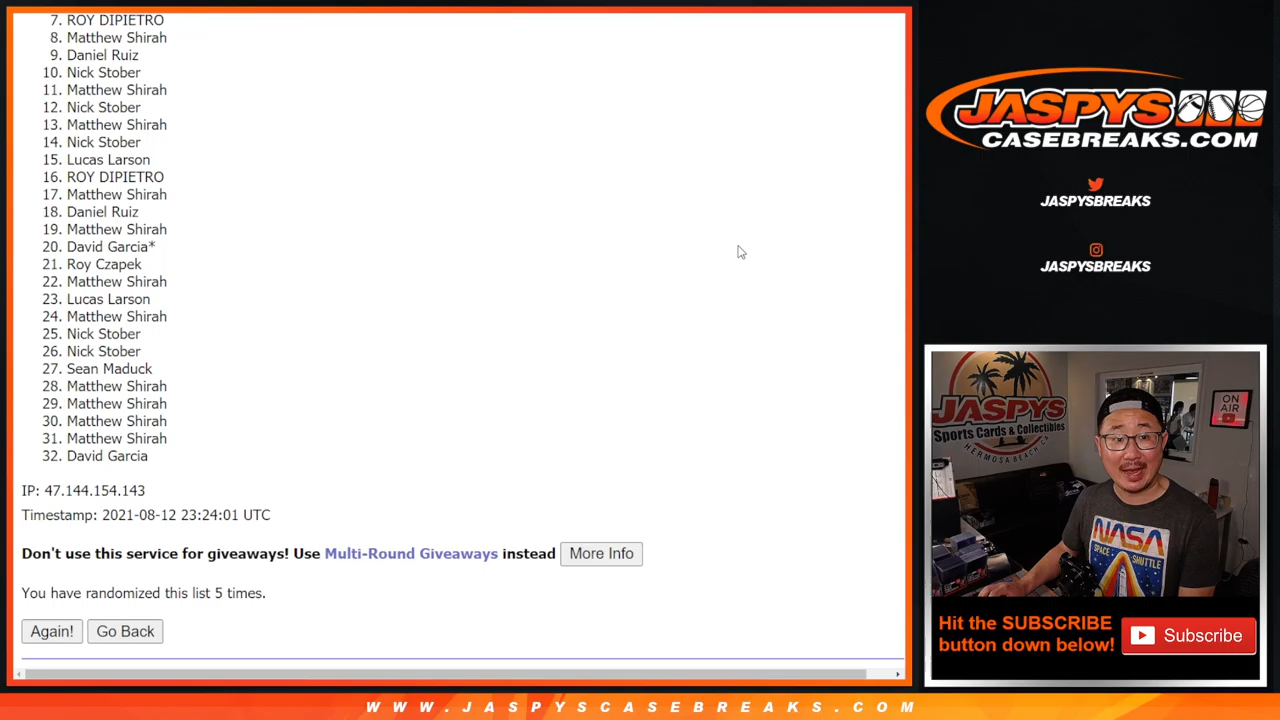 7. ROY DIPIETRO
8. Matthew Shirah
9. Daniel Ruiz
10. Nick Stober
11. Matthew Shirah
12. Nick Stober
13. Matthew Shirah
14. Nick Stober
15. Lucas Larson
16. ROY DIPIETRO
17. Matthew Shirah
18. Daniel Ruiz
19. Matthew Shirah
20. David Garcia*
21. Roy Czapek
22. Matthew Shirah
23. Lucas Larson
24. Matthew Shirah
25. Nick Stober
26. Nick Stober
27. Sean Maduck
28. Matthew Shirah
29. Matthew Shirah
30. Matthew Shirah
31. Matthew Shirah
32. David Garcia
IP: 47.144.154.143
Timestamp: 2021-08-12 23:24:01 UTC
Don't use this service for giveaways! Use Multi-Round Giveaways instead More Info
You have randomized this list 5 times.
Again! Go Back
JASPYS
CASEBREAKS.COM
JASPYSBREAKS
JASPYSBREAKS
JASPYS
Sports Cards & Collectibles
HERMOSA BEACH CA
ON
AIR
NASA
SPACE SHUTTLE
Hit the SUBSCRIBE
button down below!
Subscribe
WWW.JASPYSCASEBREAKS.COM